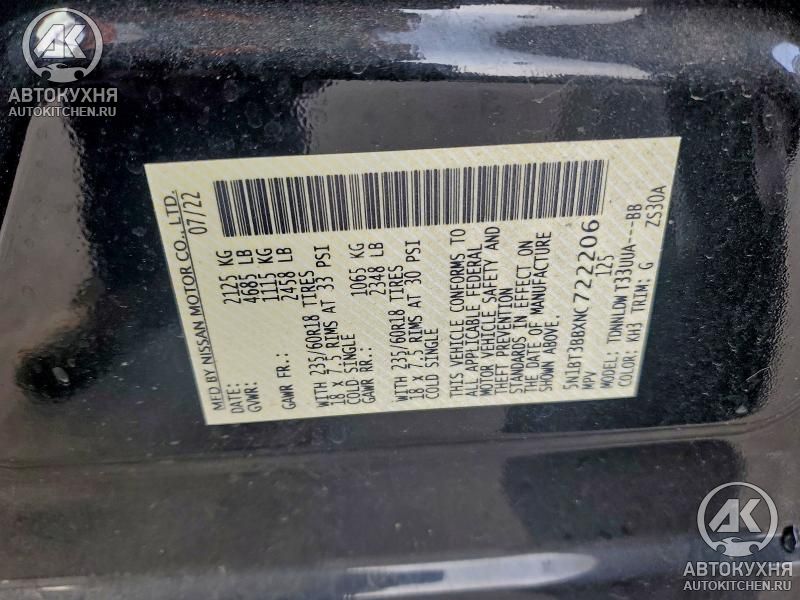 AK
АВТОКУХНЯ
AUTOKITCHEN.RU
MFD BY NISSAN MOTOR CO., LTD.
DATE: 07/22
GVWR: 2125 KG
4685 LB
GAWR FR.: 1115 KG
2458 LB
WITH 235/60R18 TIRES
18 X 7.5 RIMS AT 33 PSI
COLD SINGLE
GAWR RR.: 1065 KG
2348 LB
WITH 235/60R18 TIRES
18 X 7.5 RIMS AT 30 PSI
COLD SINGLE
THIS VEHICLE CONFORMS TO
ALL APPLICABLE FEDERAL
MOTOR VEHICLE SAFETY AND
THEFT PREVENTION
STANDARDS IN EFFECT ON
THE DATE OF MANUFACTURE
SHOWN ABOVE.
5N1BT3BBXNC722206
MPV 125
MODEL: TDNNLDW T33UUA---BB
COLOR: KH3 TRIM: G ZS30A
AK
АВТОКУХНЯ
AUTOKITCHEN.RU